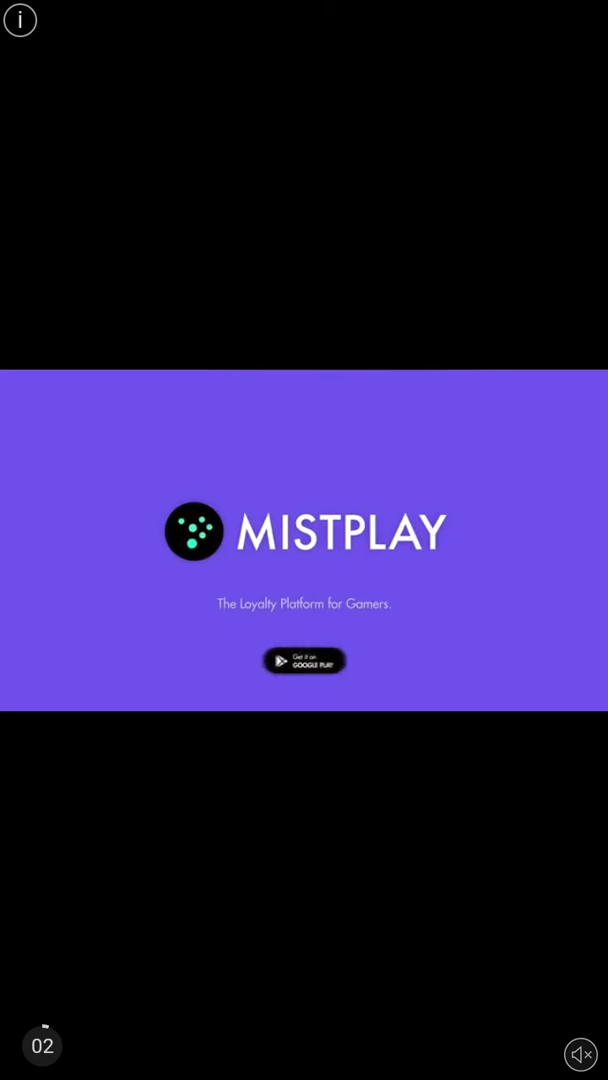 i
MISTPLAY
The Loyalty Platform for Gamers.
Get it on
GOOGLE PLAY
02